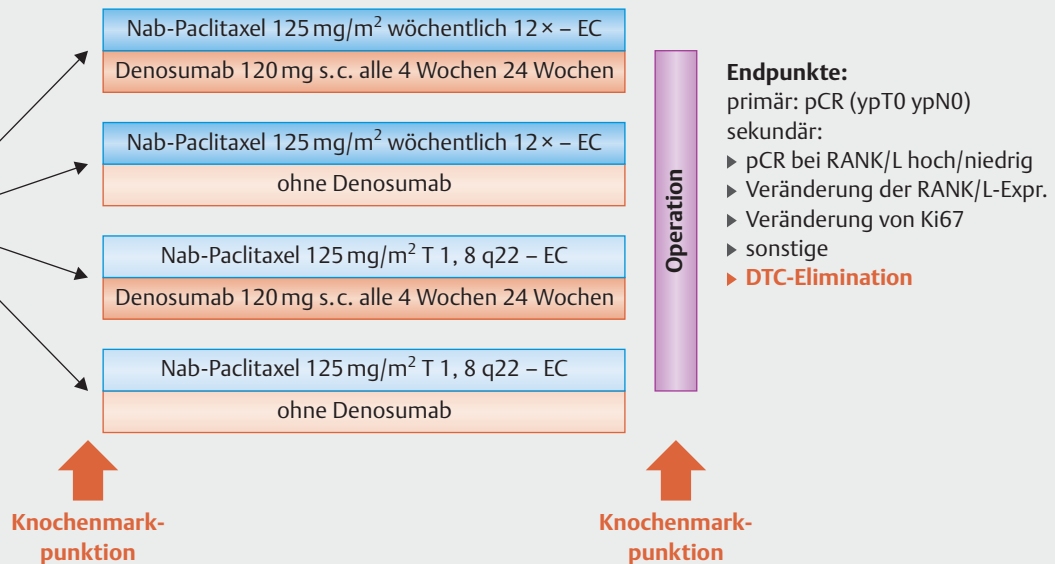 Nab-Paclitaxel 125 mg/m² wöchentlich 12 × – EC
Denosumab 120 mg s.c. alle 4 Wochen 24 Wochen
Nab-Paclitaxel 125 mg/m² wöchentlich 12 × – EC
ohne Denosumab
Nab-Paclitaxel 125 mg/m² T 1, 8 q22 – EC
Denosumab 120 mg s.c. alle 4 Wochen 24 Wochen
Nab-Paclitaxel 125 mg/m² T 1, 8 q22 – EC
ohne Denosumab
Operation
Endpunkte:
primär: pCR (ypT0 ypN0)
sekundär:
▸ pCR bei RANK/L hoch/niedrig
▸ Veränderung der RANK/L-Expr.
▸ Veränderung von Ki67
▸ sonstige
▸ DTC-Elimination
Knochenmark-
punktion
Knochenmark-
punktion